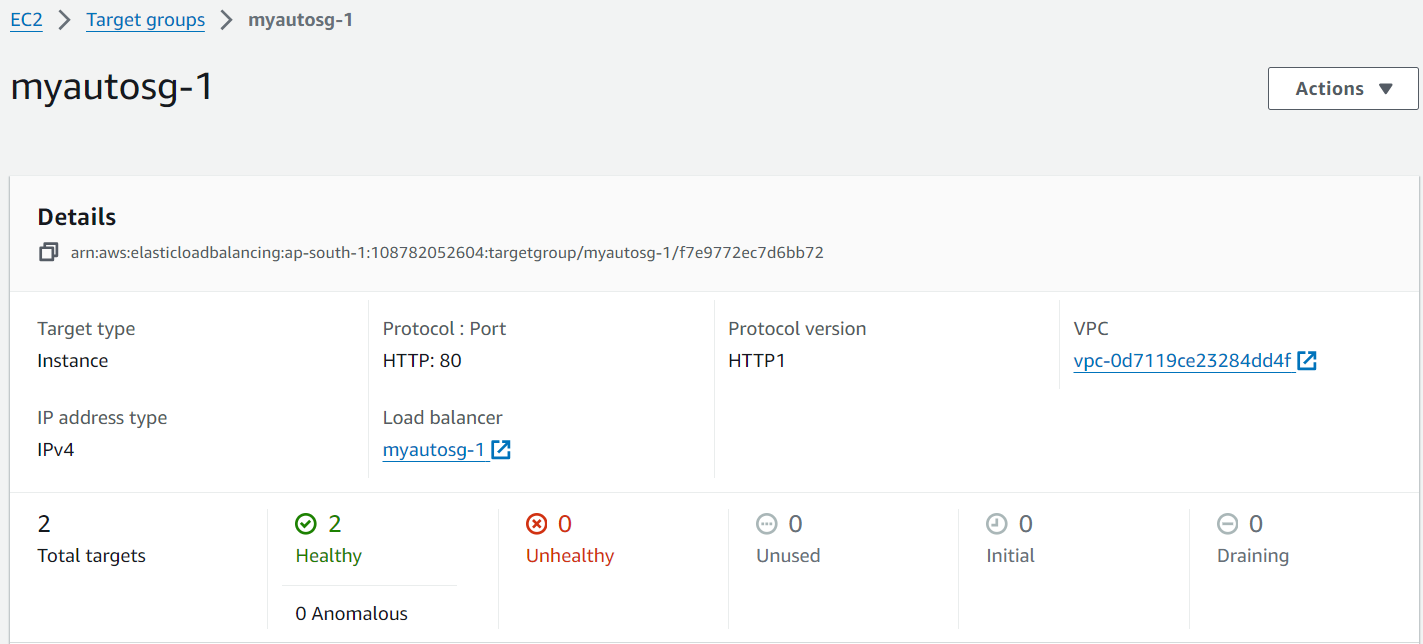 EC2 > Target groups > myautosg-1
myautosg-1
Actions
Details
arn:aws:elasticloadbalancing:ap-south-1:108782052604:targetgroup/myautosg-1/f7e9772ec7d6bb72
Target type
Instance
Protocol : Port
HTTP: 80
Protocol version
HTTP1
VPC
vpc-0d7119ce23284dd4f
IP address type
IPv4
Load balancer
myautosg-1
2
Total targets
2
Healthy
0 Anomalous
0
Unhealthy
0
Unused
0
Initial
0
Draining